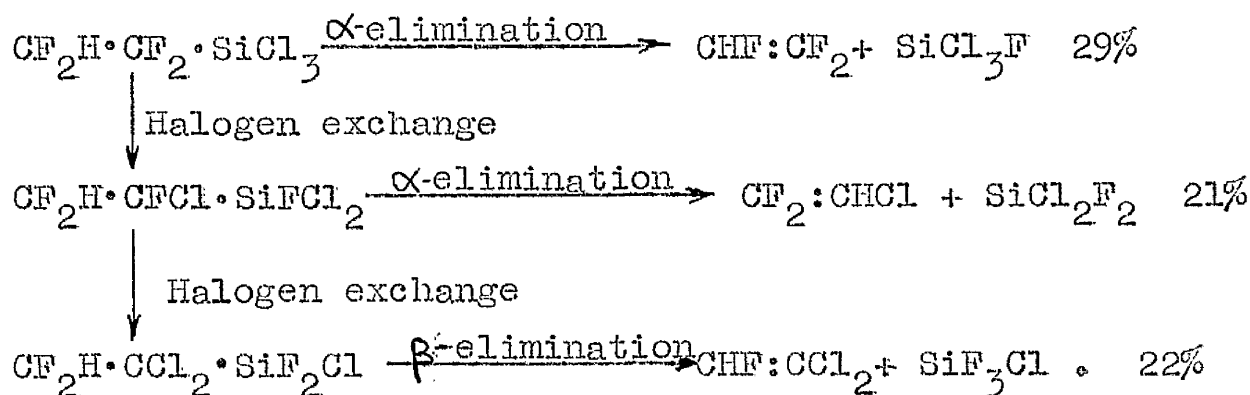 CF₂H·CF₂·SiCl₃ α-elimination CHF:CF₂ + SiCl₃F 29%
Halogen exchange
CF₂H·CFCl·SiFCl₂ α-elimination CF₂:CHCl + SiCl₂F₂ 21%
Halogen exchange
CF₂H·CCl₂·SiF₂Cl β-elimination CHF:CCl₂ + SiF₃Cl . 22%